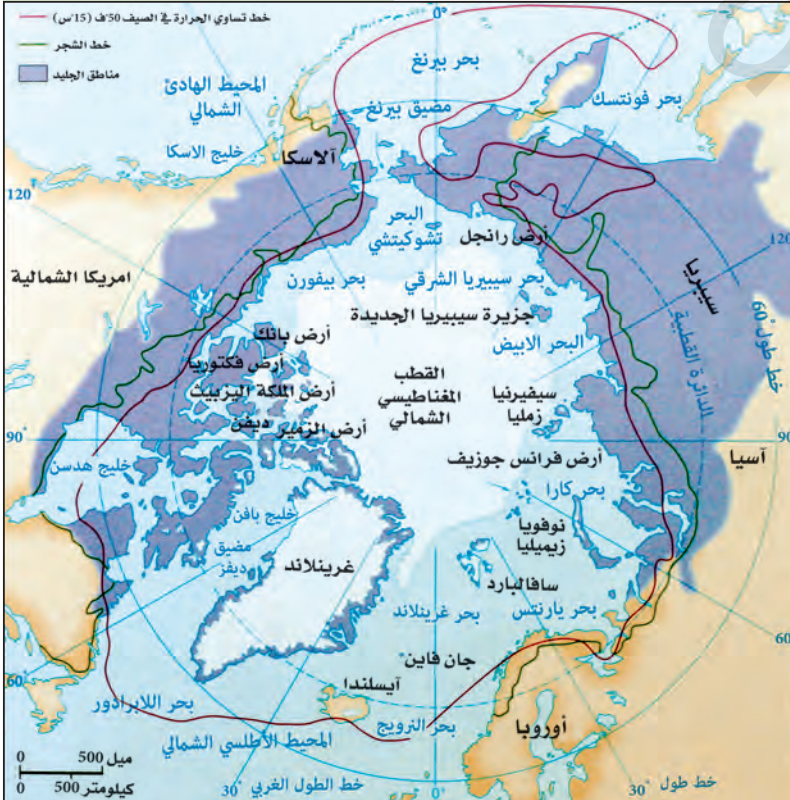 خط تساوي الحرارة في الصيف 50°ف (15°س)
خط الشجر
مناطق الجليد
0°
بحر بيرنغ
المحيط الهادئ
الشمالي
مضيق بيرنغ
بحر فونتسك
خليج الاسكا
آلاسكا
120°
البحر
تشوكيتشي
أرض رانجل
120°
امريكا الشمالية
بحر بيفورن
بحر سيبيريا الشرقي
سيبيريا
خط طول 60°
جزيرة سيبيريا الجديدة
أرض بانك
البحر الابيض
الدائرة القطبية
أرض فكتوريا
القطب
المغناطيسي
الشمالي
سيفيرنيا
زمليا
أرض الملكة اليزبيث
ديفن
أرض الزمير
90°
90°
خليج هدسن
أرض فرانس جوزيف
آسيا
بحر كارا
خليج بافن
نوفويا
زيميليا
مضيق
ديفز
غرينلاند
سافالبارد
بحر غرينلاند
بحر يارنتس
60°
60°
جان فاين
آيسلندا
بحر اللابرادور
بحر النرويج
أوروبا
المحيط الأطلسي الشمالي
ميل 500 0
كيلومتر 500 0
30°
خط الطول الغربي
0°
30°
خط طول